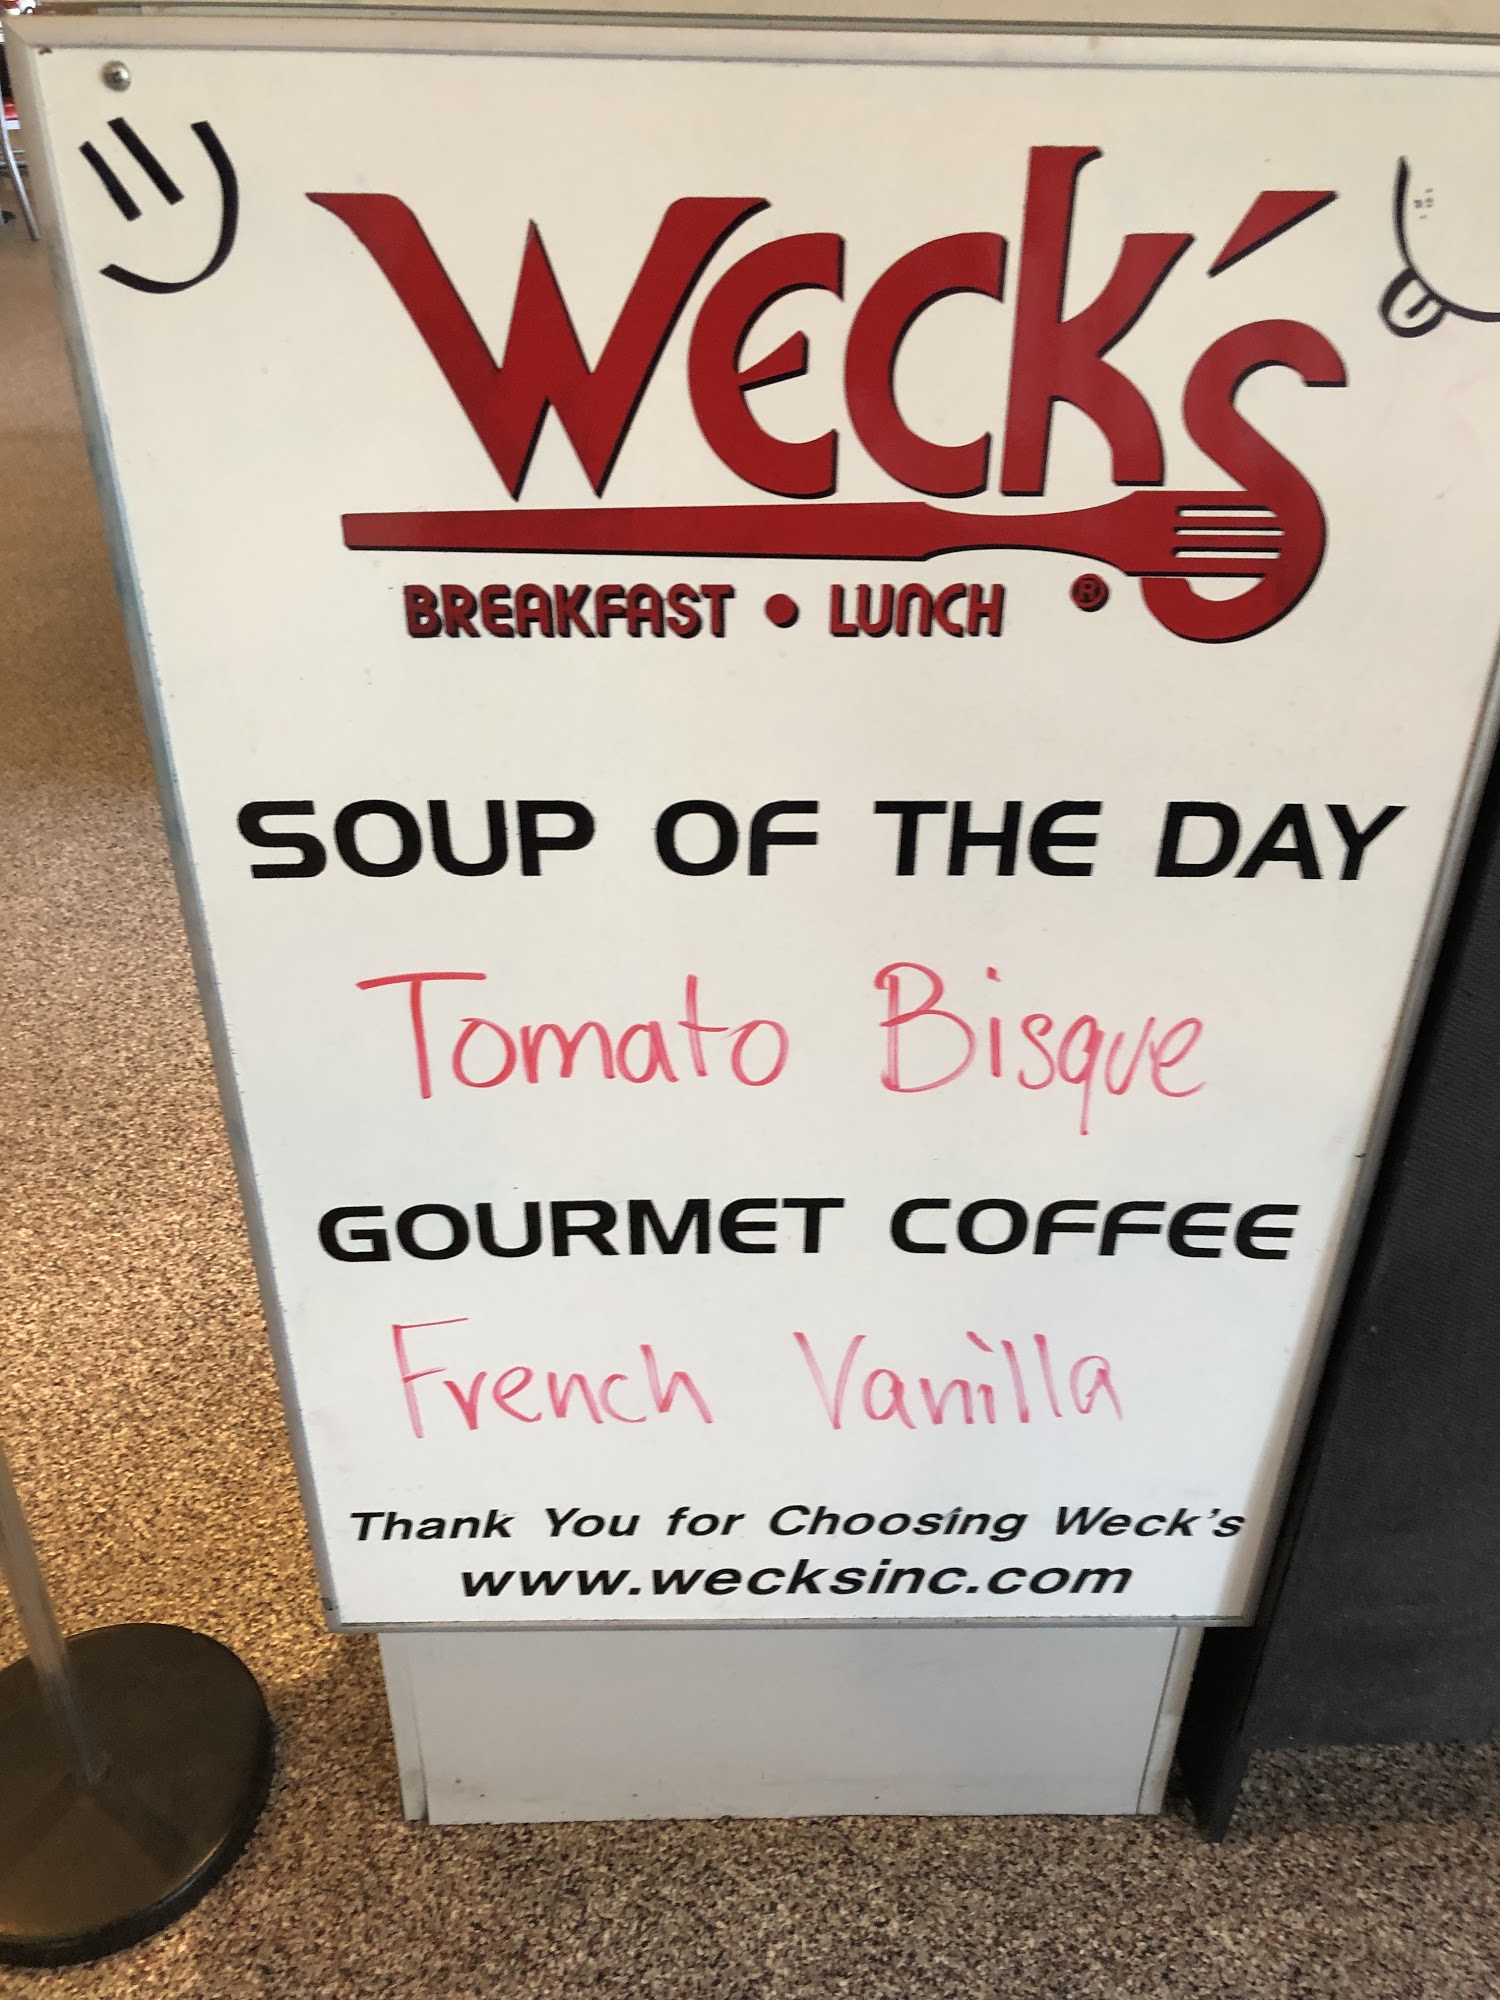 WECK'S
BREAKFAST • LUNCH ®
SOUP OF THE DAY
Tomato Bisque
GOURMET COFFEE
French Vanilla
Thank You for Choosing Weck's
www.wecksinc.com